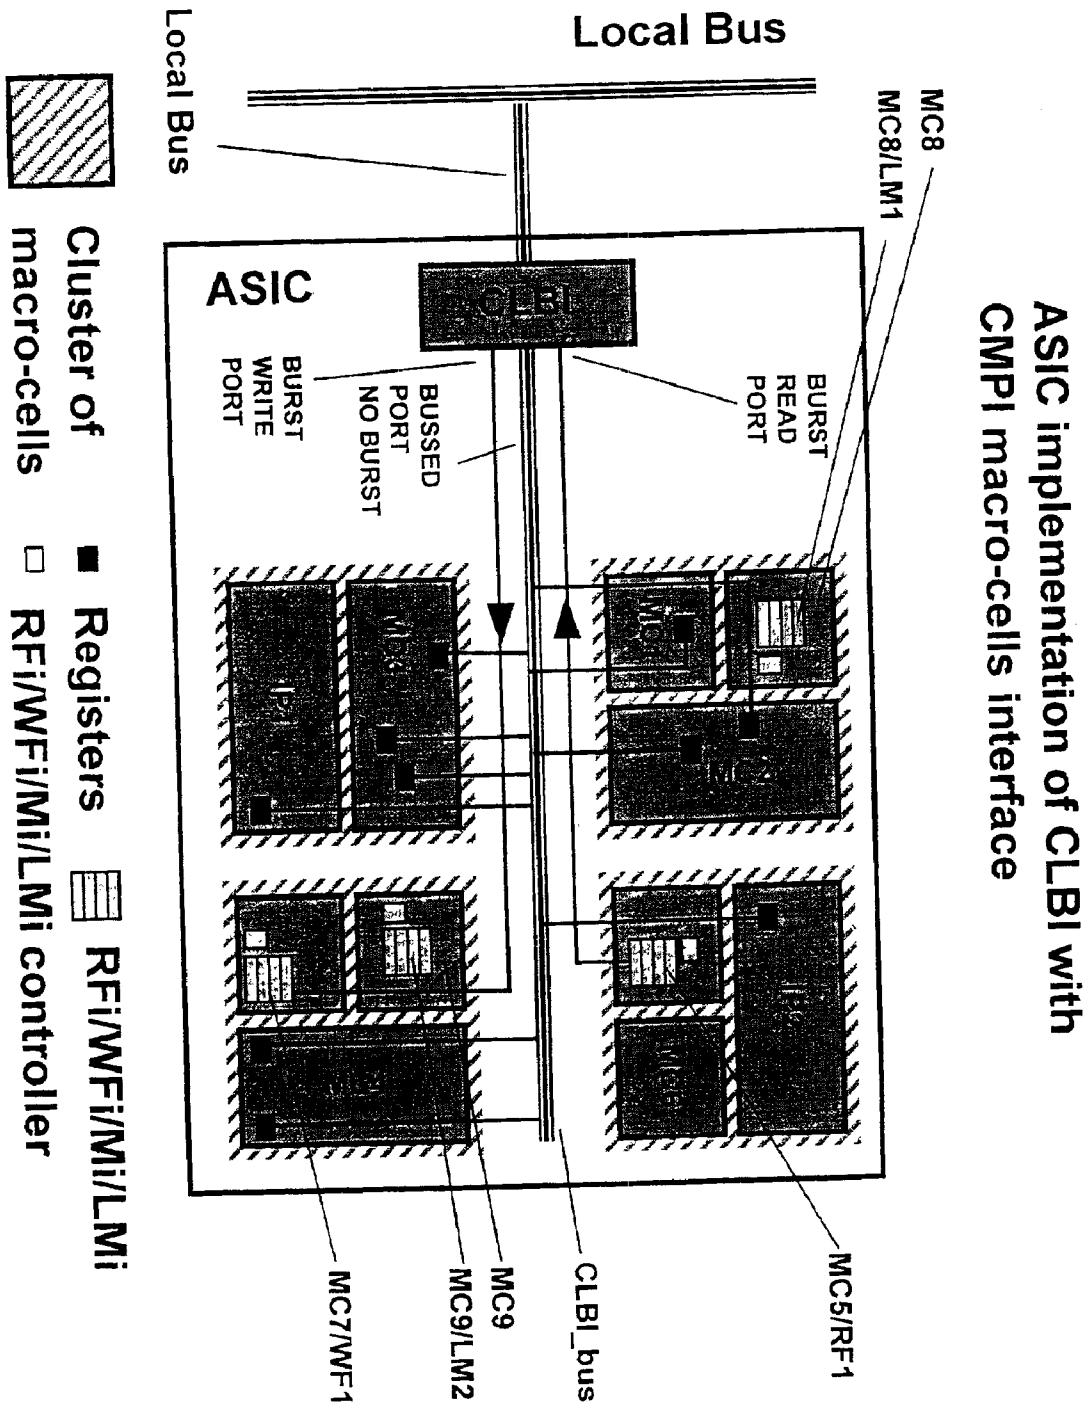 ASIC implementation of CLBI with
CMPI macro-cells interface
Local Bus
MC8
MC8/LM1
Local Bus
ASIC
CLBI
BURST
READ
PORT
BUSSED
PORT
NO BURST
BURST
WRITE
PORT
MC2
MC5/RF1
CLBI_bus
MC9
MC9/LM2
MC7/WF1
Cluster of
macro-cells
Registers
RFi/WFi/Mi/LMi
RFi/WFi/Mi/LMi controller